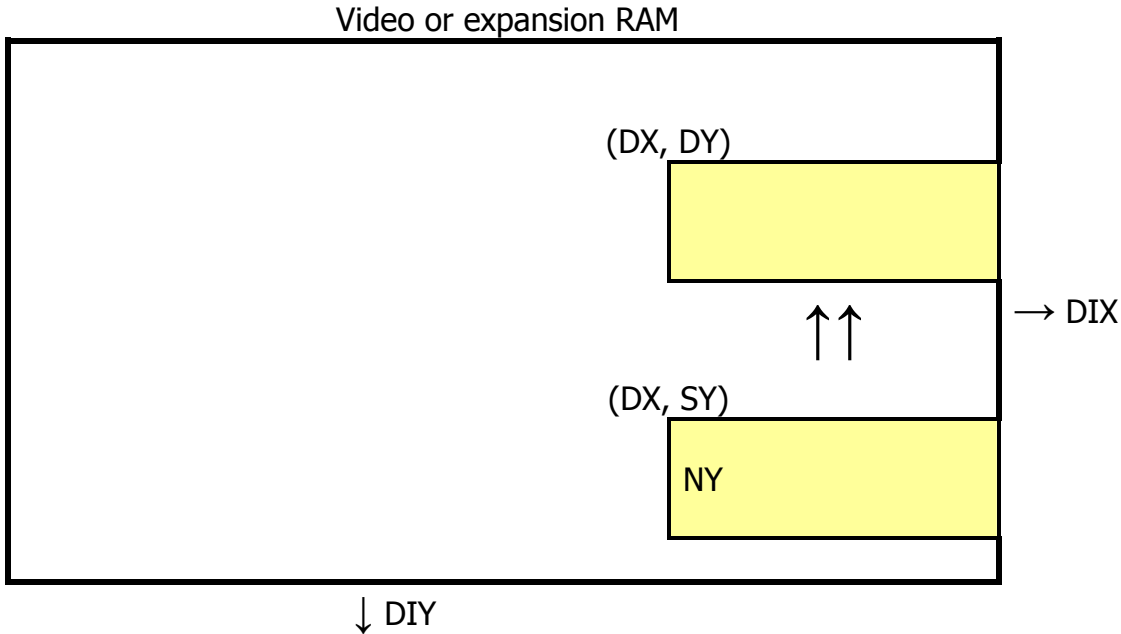 Video or expansion RAM
(DX, DY)
→ DIX
↑↑
(DX, SY)
NY
↓ DIY